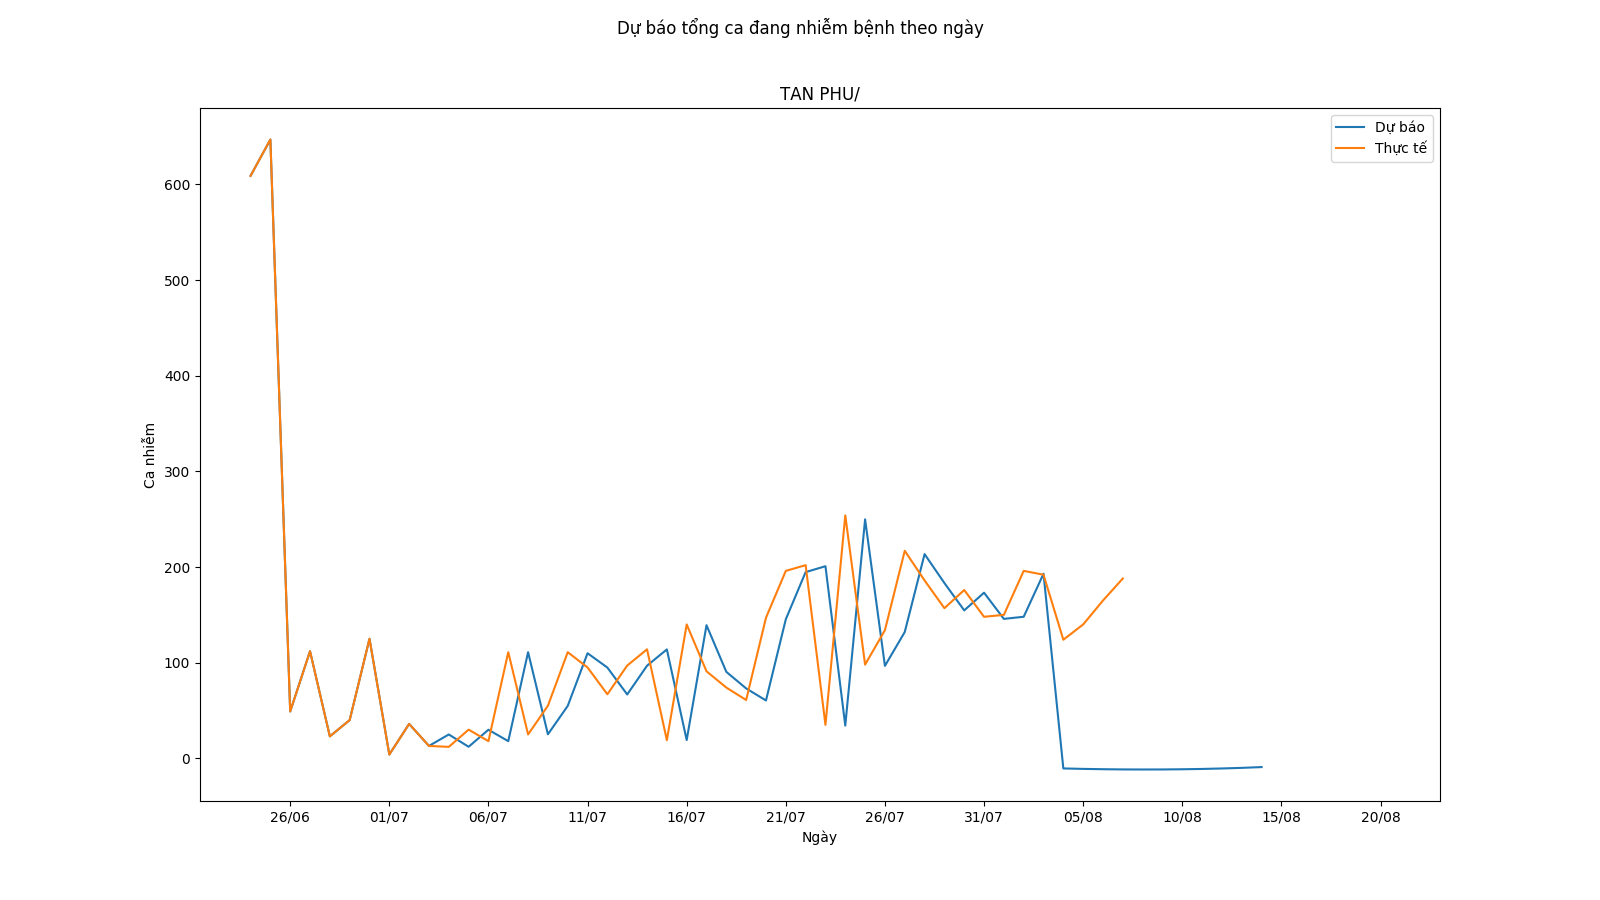 Dự báo tổng ca đang nhiễm bệnh theo ngày
TAN PHU/
Dự báo
Thực tế
600
500
400
300
200
100
0
Ca nhiễm
26/06 01/07 06/07 11/07 16/07 21/07 26/07 31/07 05/08 10/08 15/08 20/08
Ngày